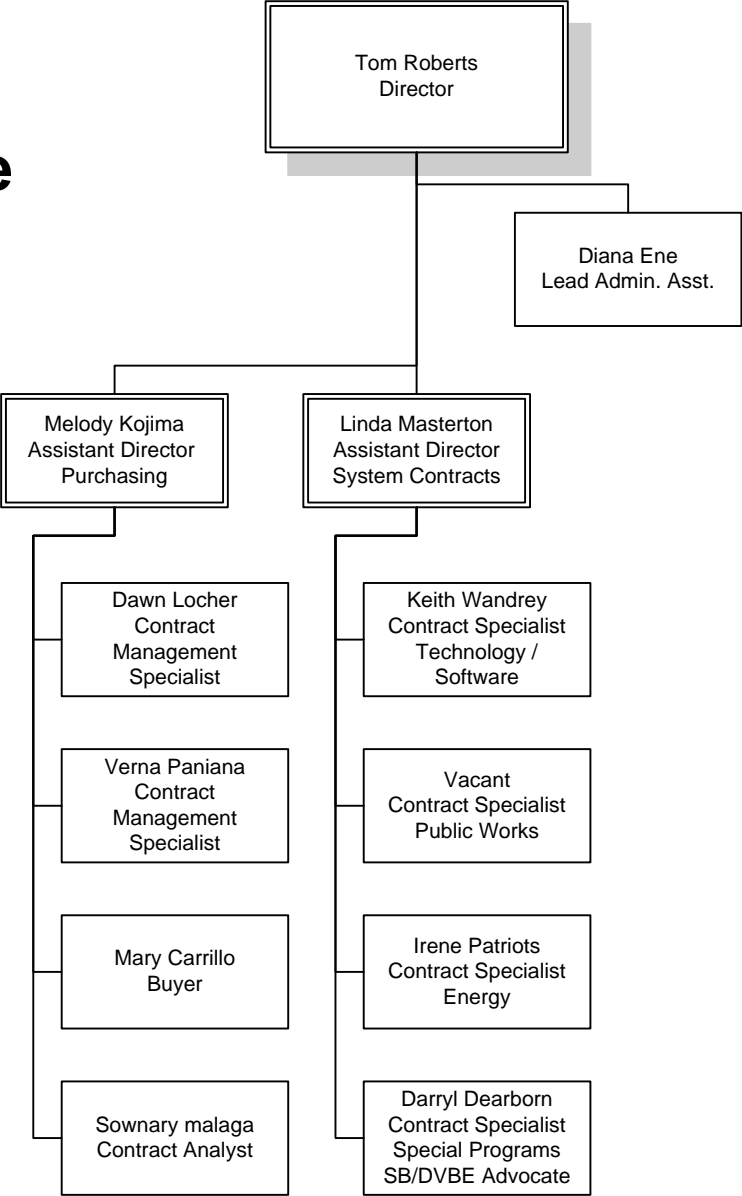 Tom Roberts
Director
e
Diana Ene
Lead Admin. Asst.
Melody Kojima
Assistant Director
Purchasing
Linda Masterton
Assistant Director
System Contracts
Dawn Locher
Contract
Management
Specialist
Keith Wandrey
Contract Specialist
Technology /
Software
Verna Paniana
Contract
Management
Specialist
Vacant
Contract Specialist
Public Works
Mary Carrillo
Buyer
Irene Patriots
Contract Specialist
Energy
Sownary malaga
Contract Analyst
Darryl Dearborn
Contract Specialist
Special Programs
SB/DVBE Advocate